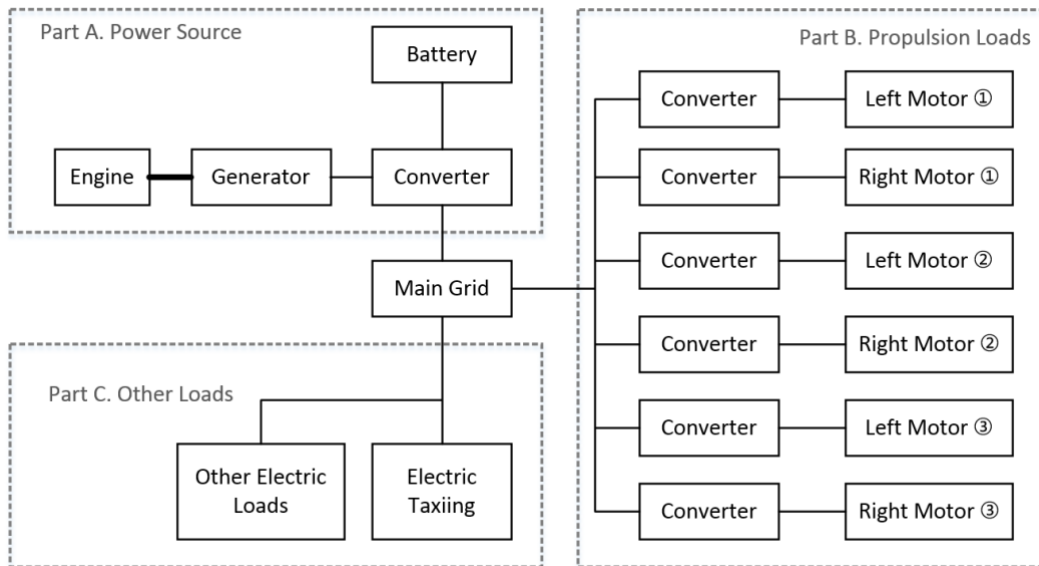 Part A. Power Source
Battery
Engine
Generator
Converter
Main Grid
Part C. Other Loads
Other Electric
Loads
Electric
Taxiing
Part B. Propulsion Loads
Converter
Left Motor ①
Converter
Right Motor ①
Converter
Left Motor ②
Converter
Right Motor ②
Converter
Left Motor ③
Converter
Right Motor ③